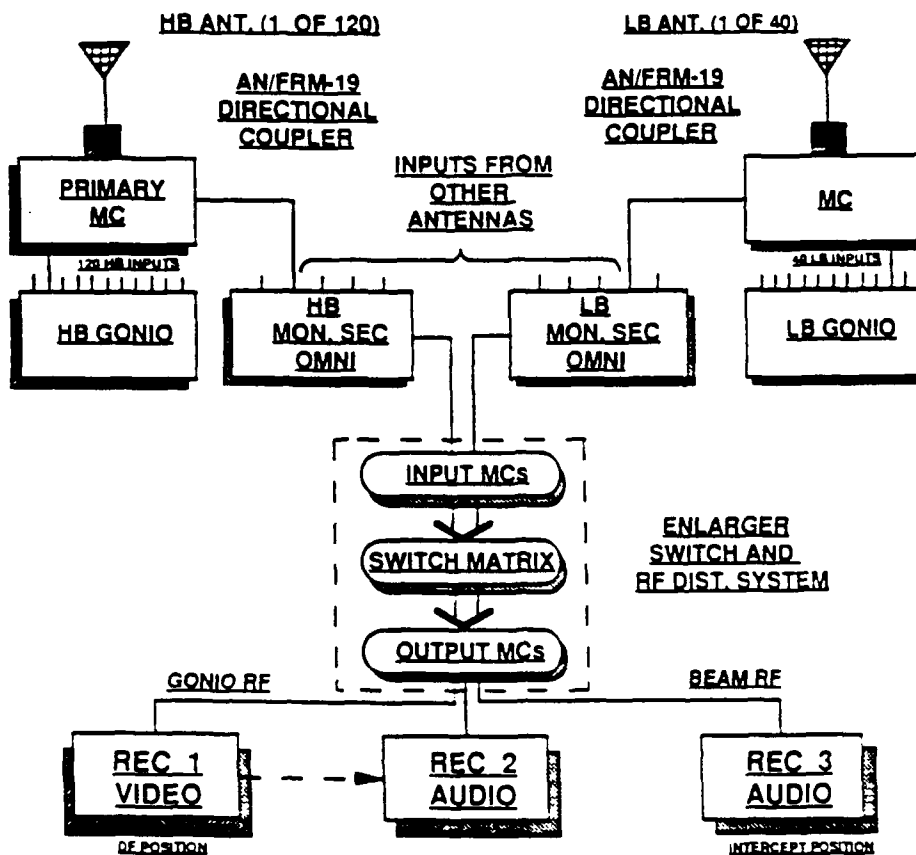 HB ANT. (1 OF 120)
LB ANT. (1 OF 40)
AN/FRM-19
DIRECTIONAL
COUPLER
AN/FRM-19
DIRECTIONAL
COUPLER
INPUTS FROM
OTHER
ANTENNAS
PRIMARY
MC
MC
120 HB INPUTS
40 LB INPUTS
HB GONIO
HB
MON. SEC
OMNI
LB
MON. SEC
OMNI
LB GONIO
INPUT MCs
SWITCH MATRIX
OUTPUT MCs
ENLARGER
SWITCH AND
RF DIST. SYSTEM
GONIO RF
BEAM RF
REC 1
VIDEO
REC 2
AUDIO
REC 3
AUDIO
DF POSITION
INTERCEPT POSITION